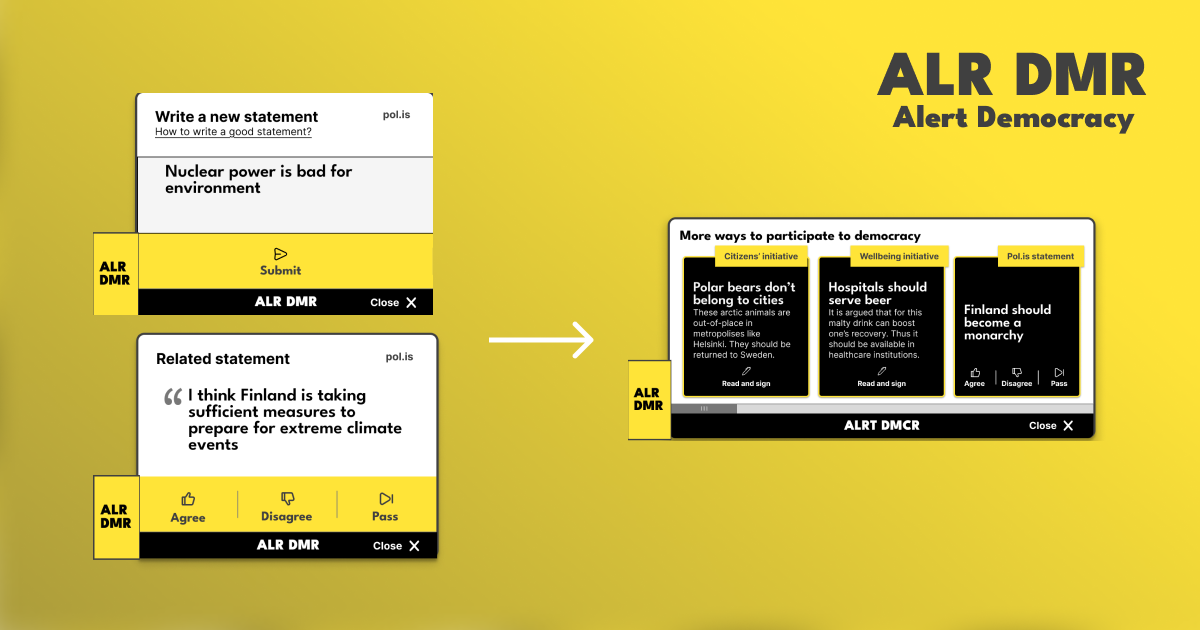 ALR DMR
Alert Democracy
Write a new statement
pol.is
How to write a good statement?
Nuclear power is bad for
environment
Submit
ALR
DMR
ALR DMR
Close
Related statement
pol.is
“ I think Finland is taking
sufficient measures to
prepare for extreme climate
events
Agree
Disagree
Pass
ALR
DMR
ALR DMR
Close
More ways to participate to democracy
Citizens’ initiative
Polar bears don’t
belong to cities
These arctic animals are
out-of-place in
metropolises like
Helsinki. They should be
returned to Sweden.
Read and sign
Wellbeing initiative
Hospitals should
serve beer
It is argued that for this
malty drink can boost
one’s recovery. Thus it
should be available in
healthcare institutions.
Read and sign
Pol.is statement
Finland should
become a
monarchy
Agree
Disagree
Pass
ALR
DMR
ALRT DMCR
Close